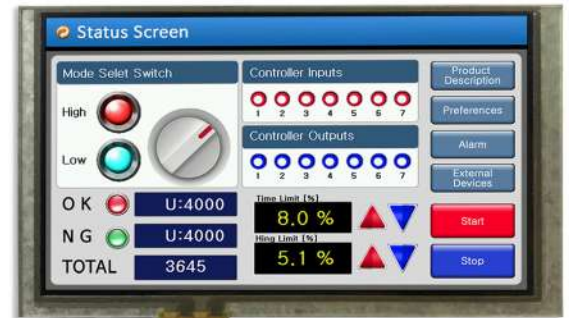 Status Screen
Mode Selet Switch
High
Low
Controller Inputs
1 2 3 4 5 6 7
Controller Outputs
1 2 3 4 5 6 7
Product
Description
Preferences
Alarm
External
Devices
Start
Stop
O K U:4000
N G U:4000
TOTAL 3645
Time Limit [%]
8.0 %
Hing Limit [%]
5.1 %